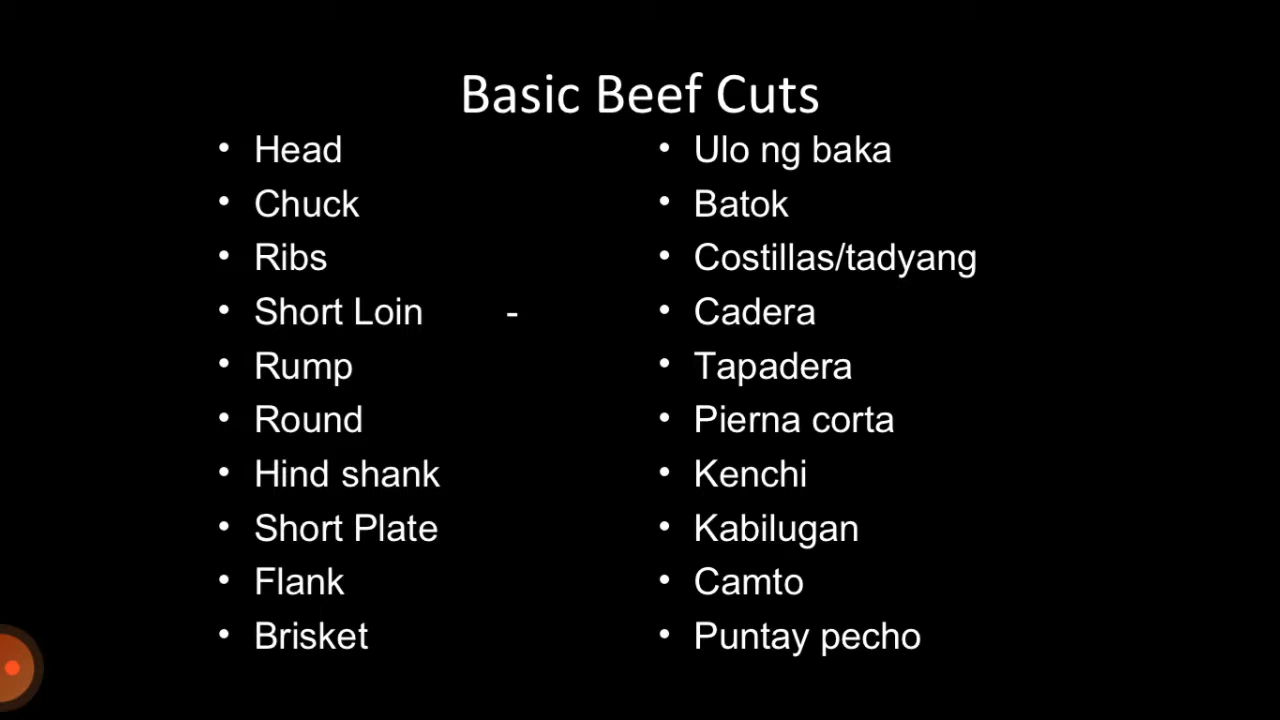 Basic Beef Cuts
• Head
• Chuck
• Ribs
• Short Loin -
• Rump
• Round
• Hind shank
• Short Plate
• Flank
• Brisket
• Ulo ng baka
• Batok
• Costillas/tadyang
• Cadera
• Tapadera
• Pierna corta
• Kenchi
• Kabilugan
• Camto
• Puntay pecho